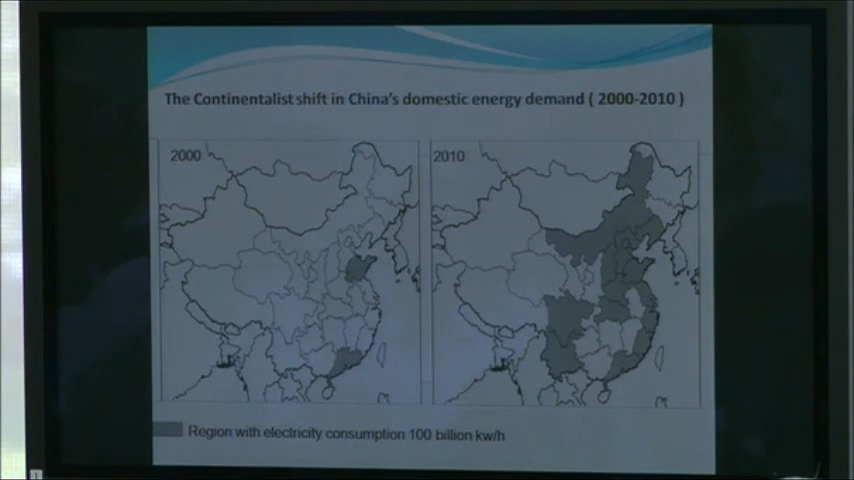 The Continentalist shift in China's domestic energy demand ( 2000-2010 )
2000
2010
Region with electricity consumption 100 billion kw/h